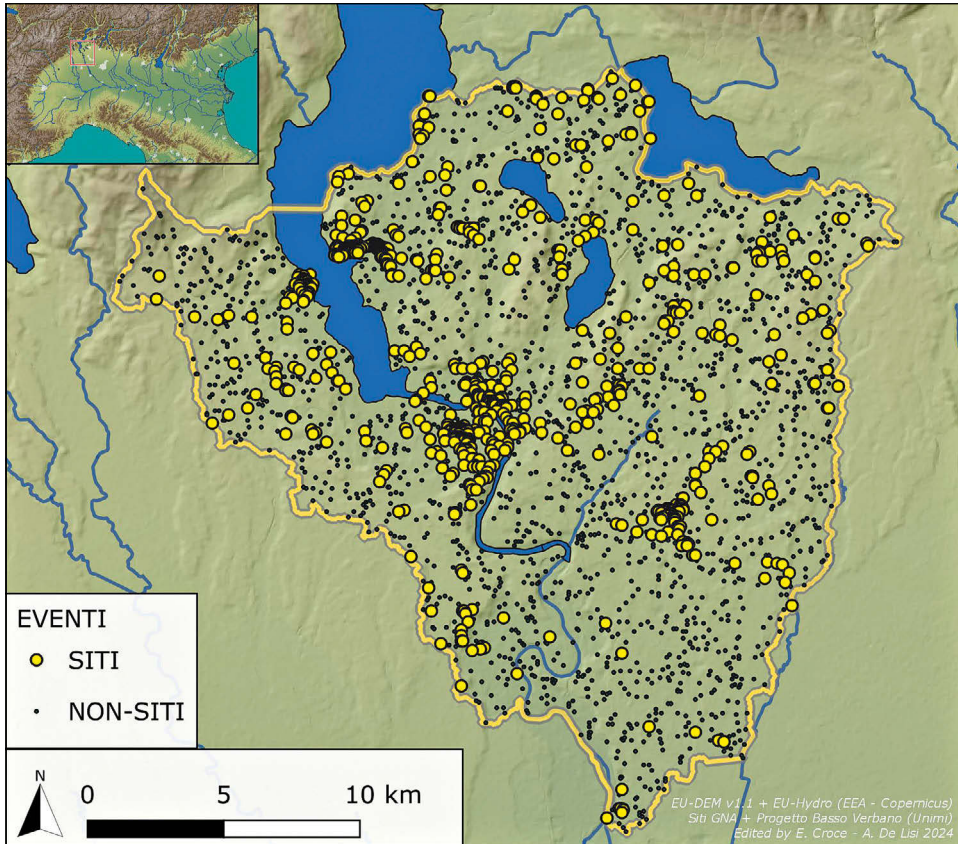 EVENTI
SITI
NON-SITI
N
0 5 10 km
EU-DEM v1.1 + EU-Hydro (EEA - Copernicus)
Siti GNA + Progetto Basso Verbano (Unimi)
Edited by E. Croce - A. De Lisi 2024